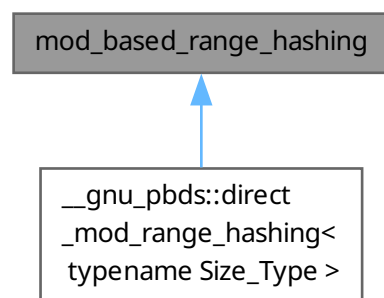 mod_based_range_hashing
__gnu_pbds::direct
_mod_range_hashing<
typename Size_Type >